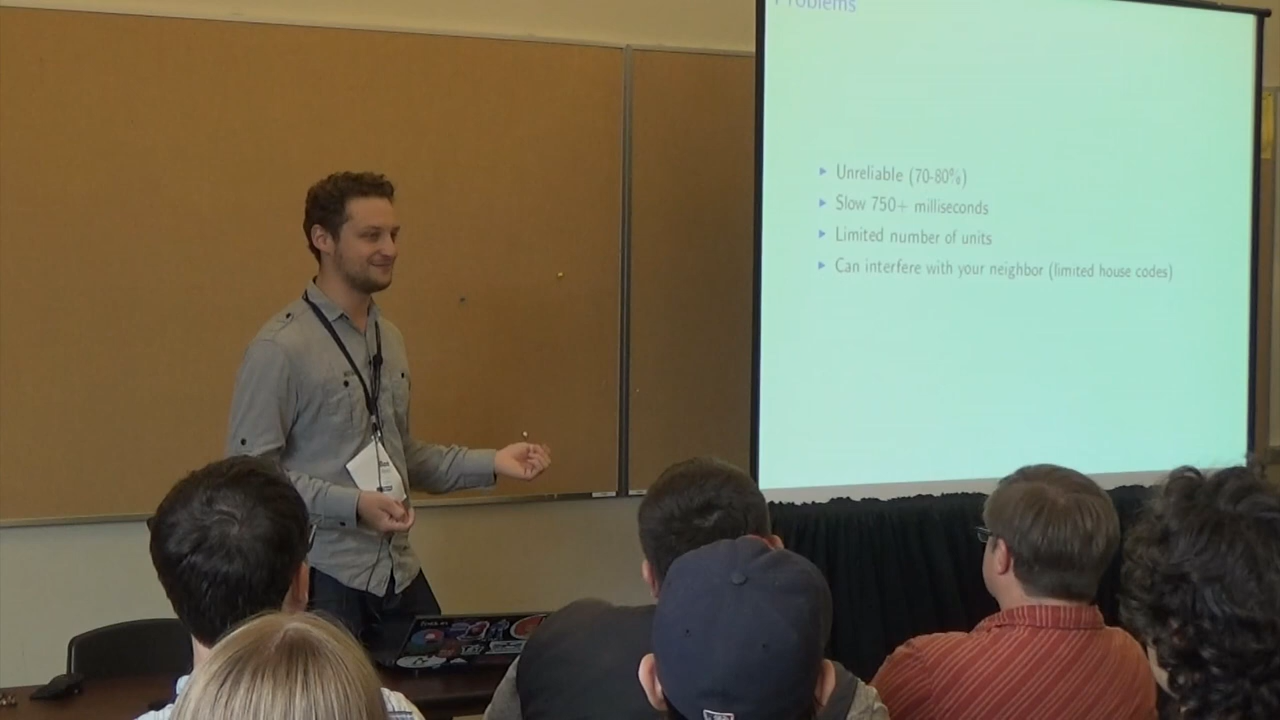 Problems
▸ Unreliable (70-80%)
▸ Slow 750+ milliseconds
▸ Limited number of units
▸ Can interfere with your neighbor (limited house codes)